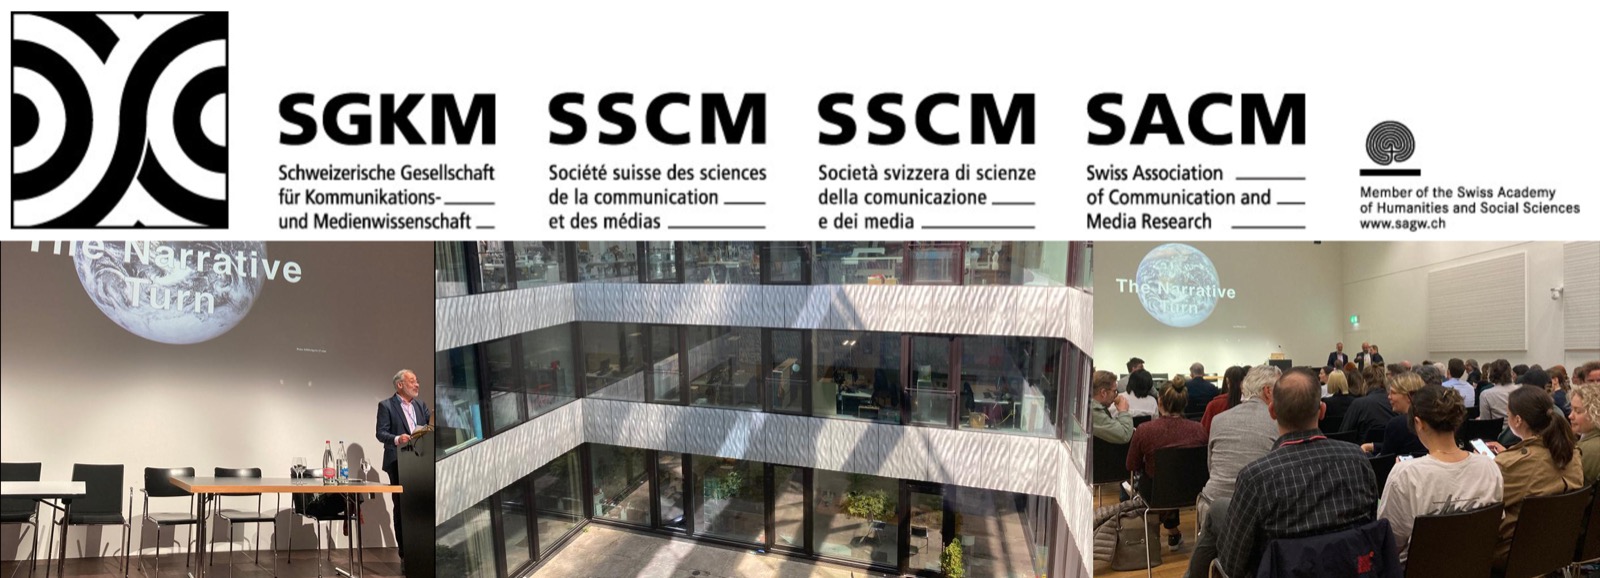 SGKM
Schweizerische Gesellschaft
für Kommunikations-
und Medienwissenschaft
SSCM
Société suisse des sciences
de la communication
et des médias
SSCM
Società svizzera di scienze
della comunicazione
e dei media
SACM
Swiss Association
of Communication and
Media Research
Member of the Swiss Academy
of Humanities and Social Sciences
www.sagw.ch
The Narrative
Turn
The Narrative
Turn